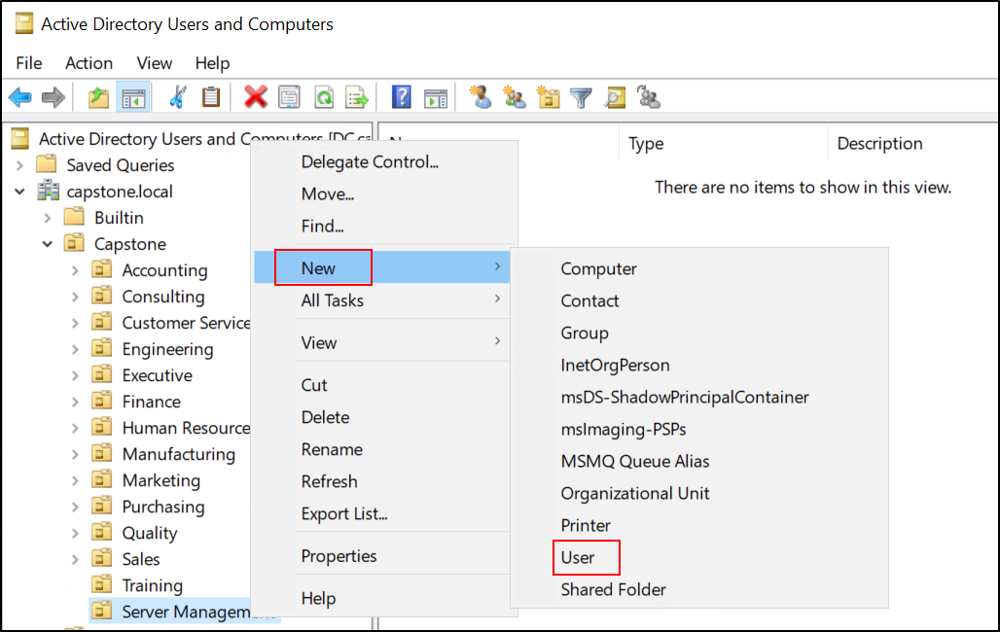 Active Directory Users and Computers
File Action View Help
Active Directory Users and Computers [DC.ca
Saved Queries
capstone.local
Builtin
Capstone
Accounting
Consulting
Customer Service
Engineering
Executive
Finance
Human Resource
Manufacturing
Marketing
Purchasing
Quality
Sales
Training
Server Managem
Delegate Control...
Move...
Find...
New
All Tasks
View
Cut
Delete
Rename
Refresh
Export List...
Properties
Help
Type Description
There are no items to show in this view.
Computer
Contact
Group
InetOrgPerson
msDS-ShadowPrincipalContainer
msImaging-PSPs
MSMQ Queue Alias
Organizational Unit
Printer
User
Shared Folder